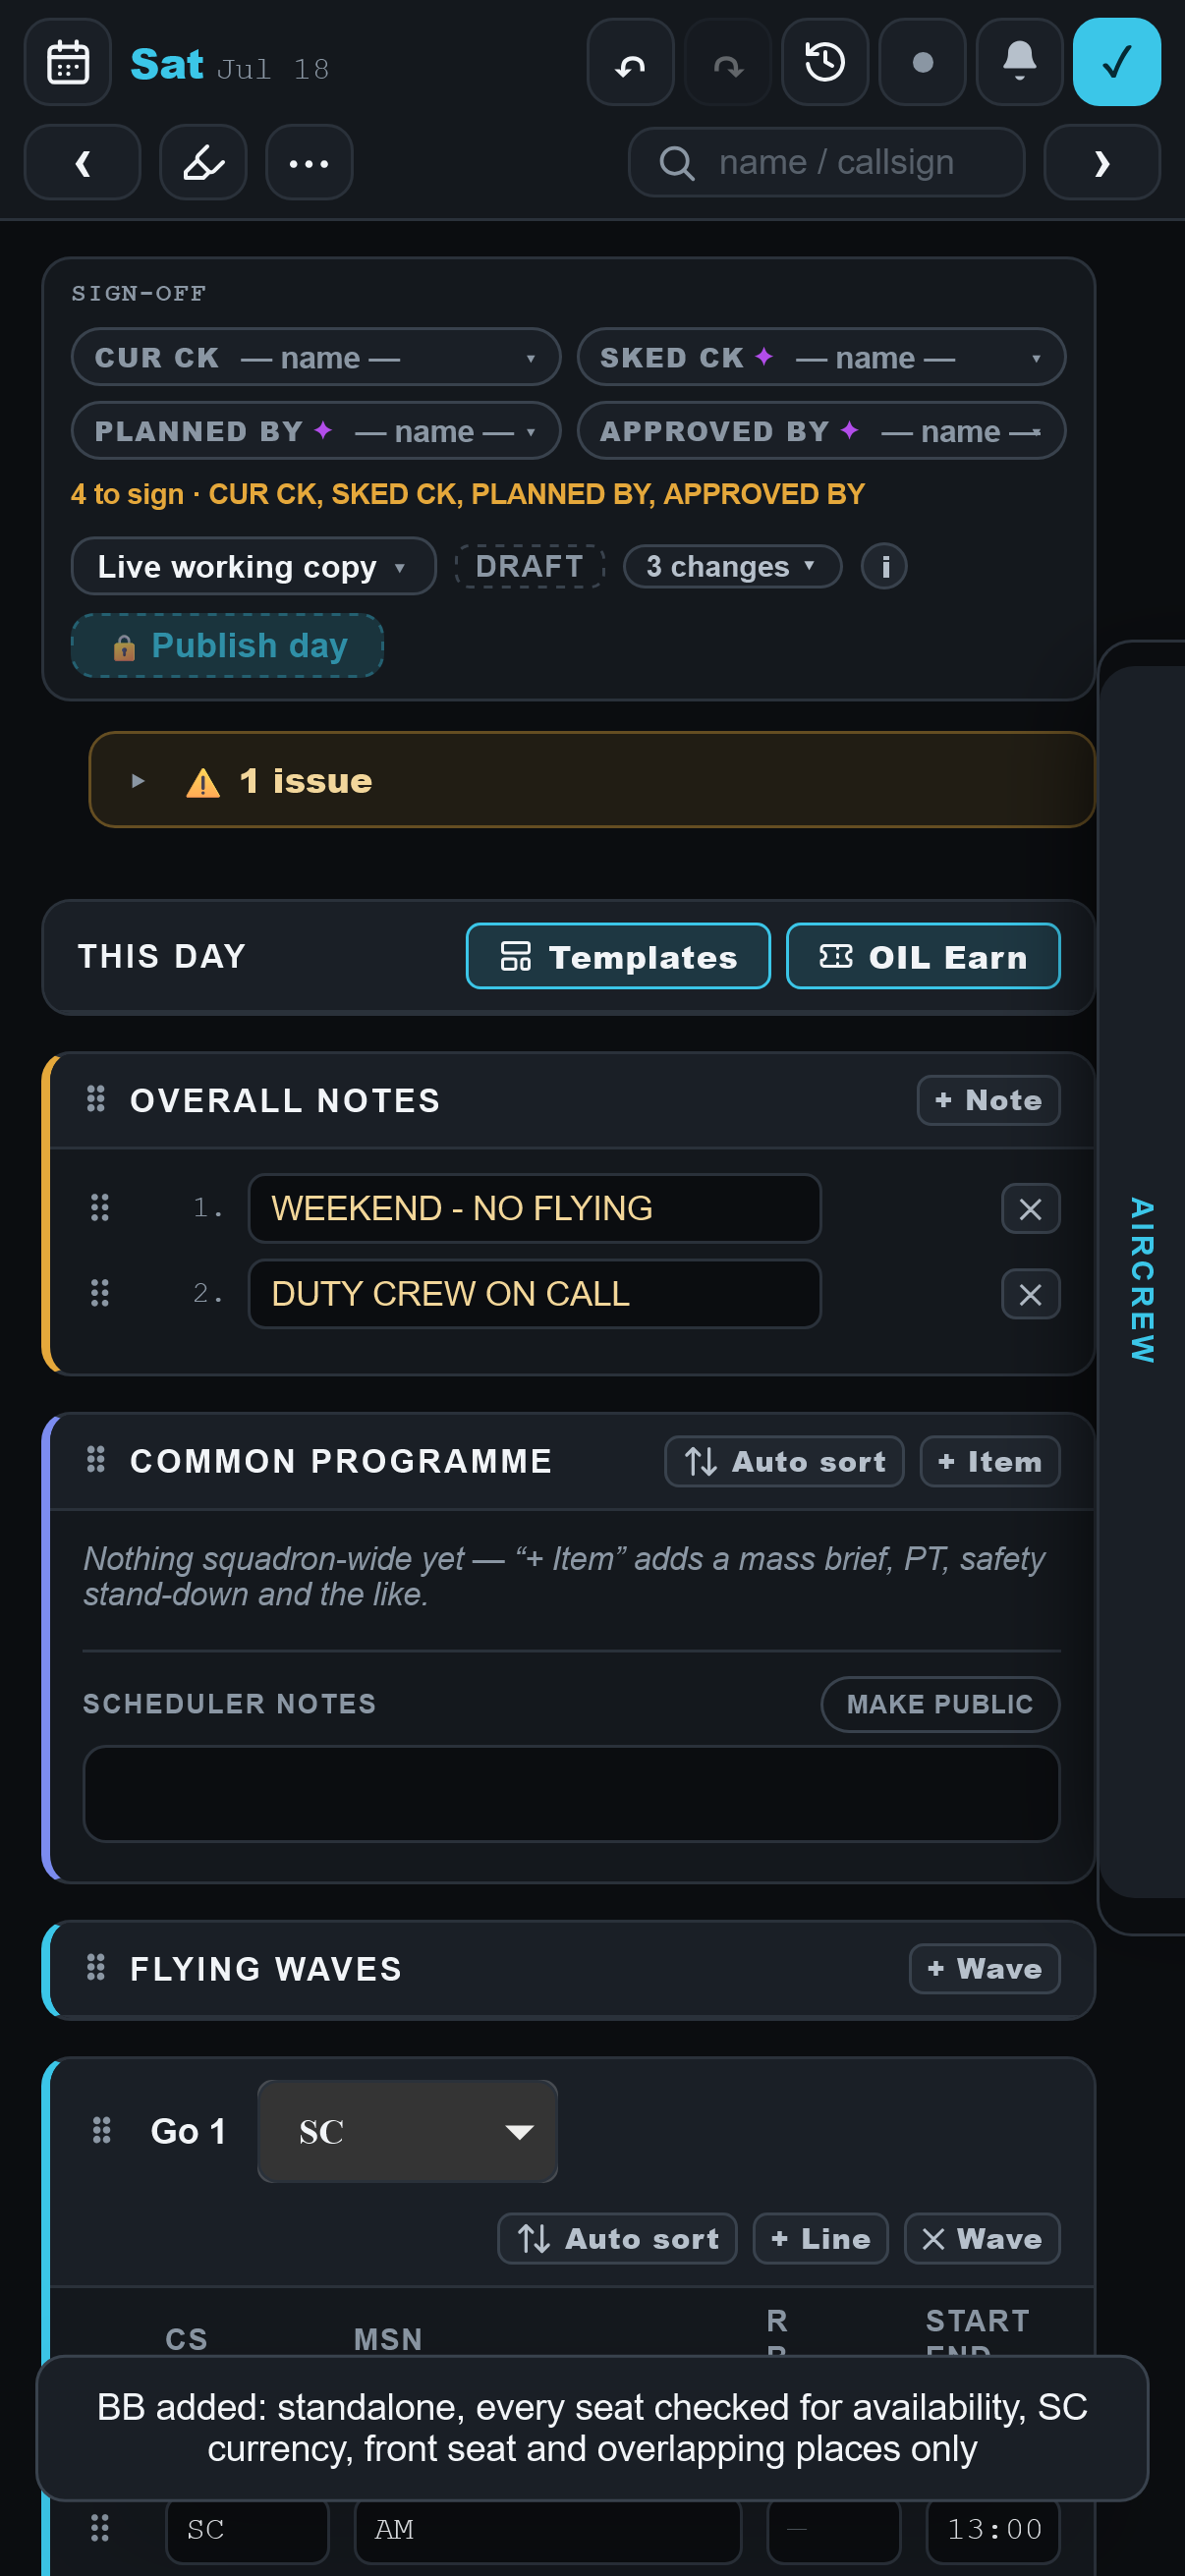 Sat Jul 18
name / callsign
SIGN-OFF
CUR CK — name —
SKED CK ✦ — name —
PLANNED BY ✦ — name —
APPROVED BY ✦ — name —
4 to sign · CUR CK, SKED CK, PLANNED BY, APPROVED BY
Live working copy
DRAFT
3 changes
i
Publish day
1 issue
THIS DAY
Templates
OIL Earn
OVERALL NOTES
+ Note
1. WEEKEND - NO FLYING
2. DUTY CREW ON CALL
AIRCREW
COMMON PROGRAMME
Auto sort
+ Item
Nothing squadron-wide yet — “+ Item” adds a mass brief, PT, safety
stand-down and the like.
SCHEDULER NOTES
MAKE PUBLIC
FLYING WAVES
+ Wave
Go 1
SC
Auto sort
+ Line
× Wave
CS MSN R START
BB added: standalone, every seat checked for availability, SC
currency, front seat and overlapping places only
SC AM — 13:00